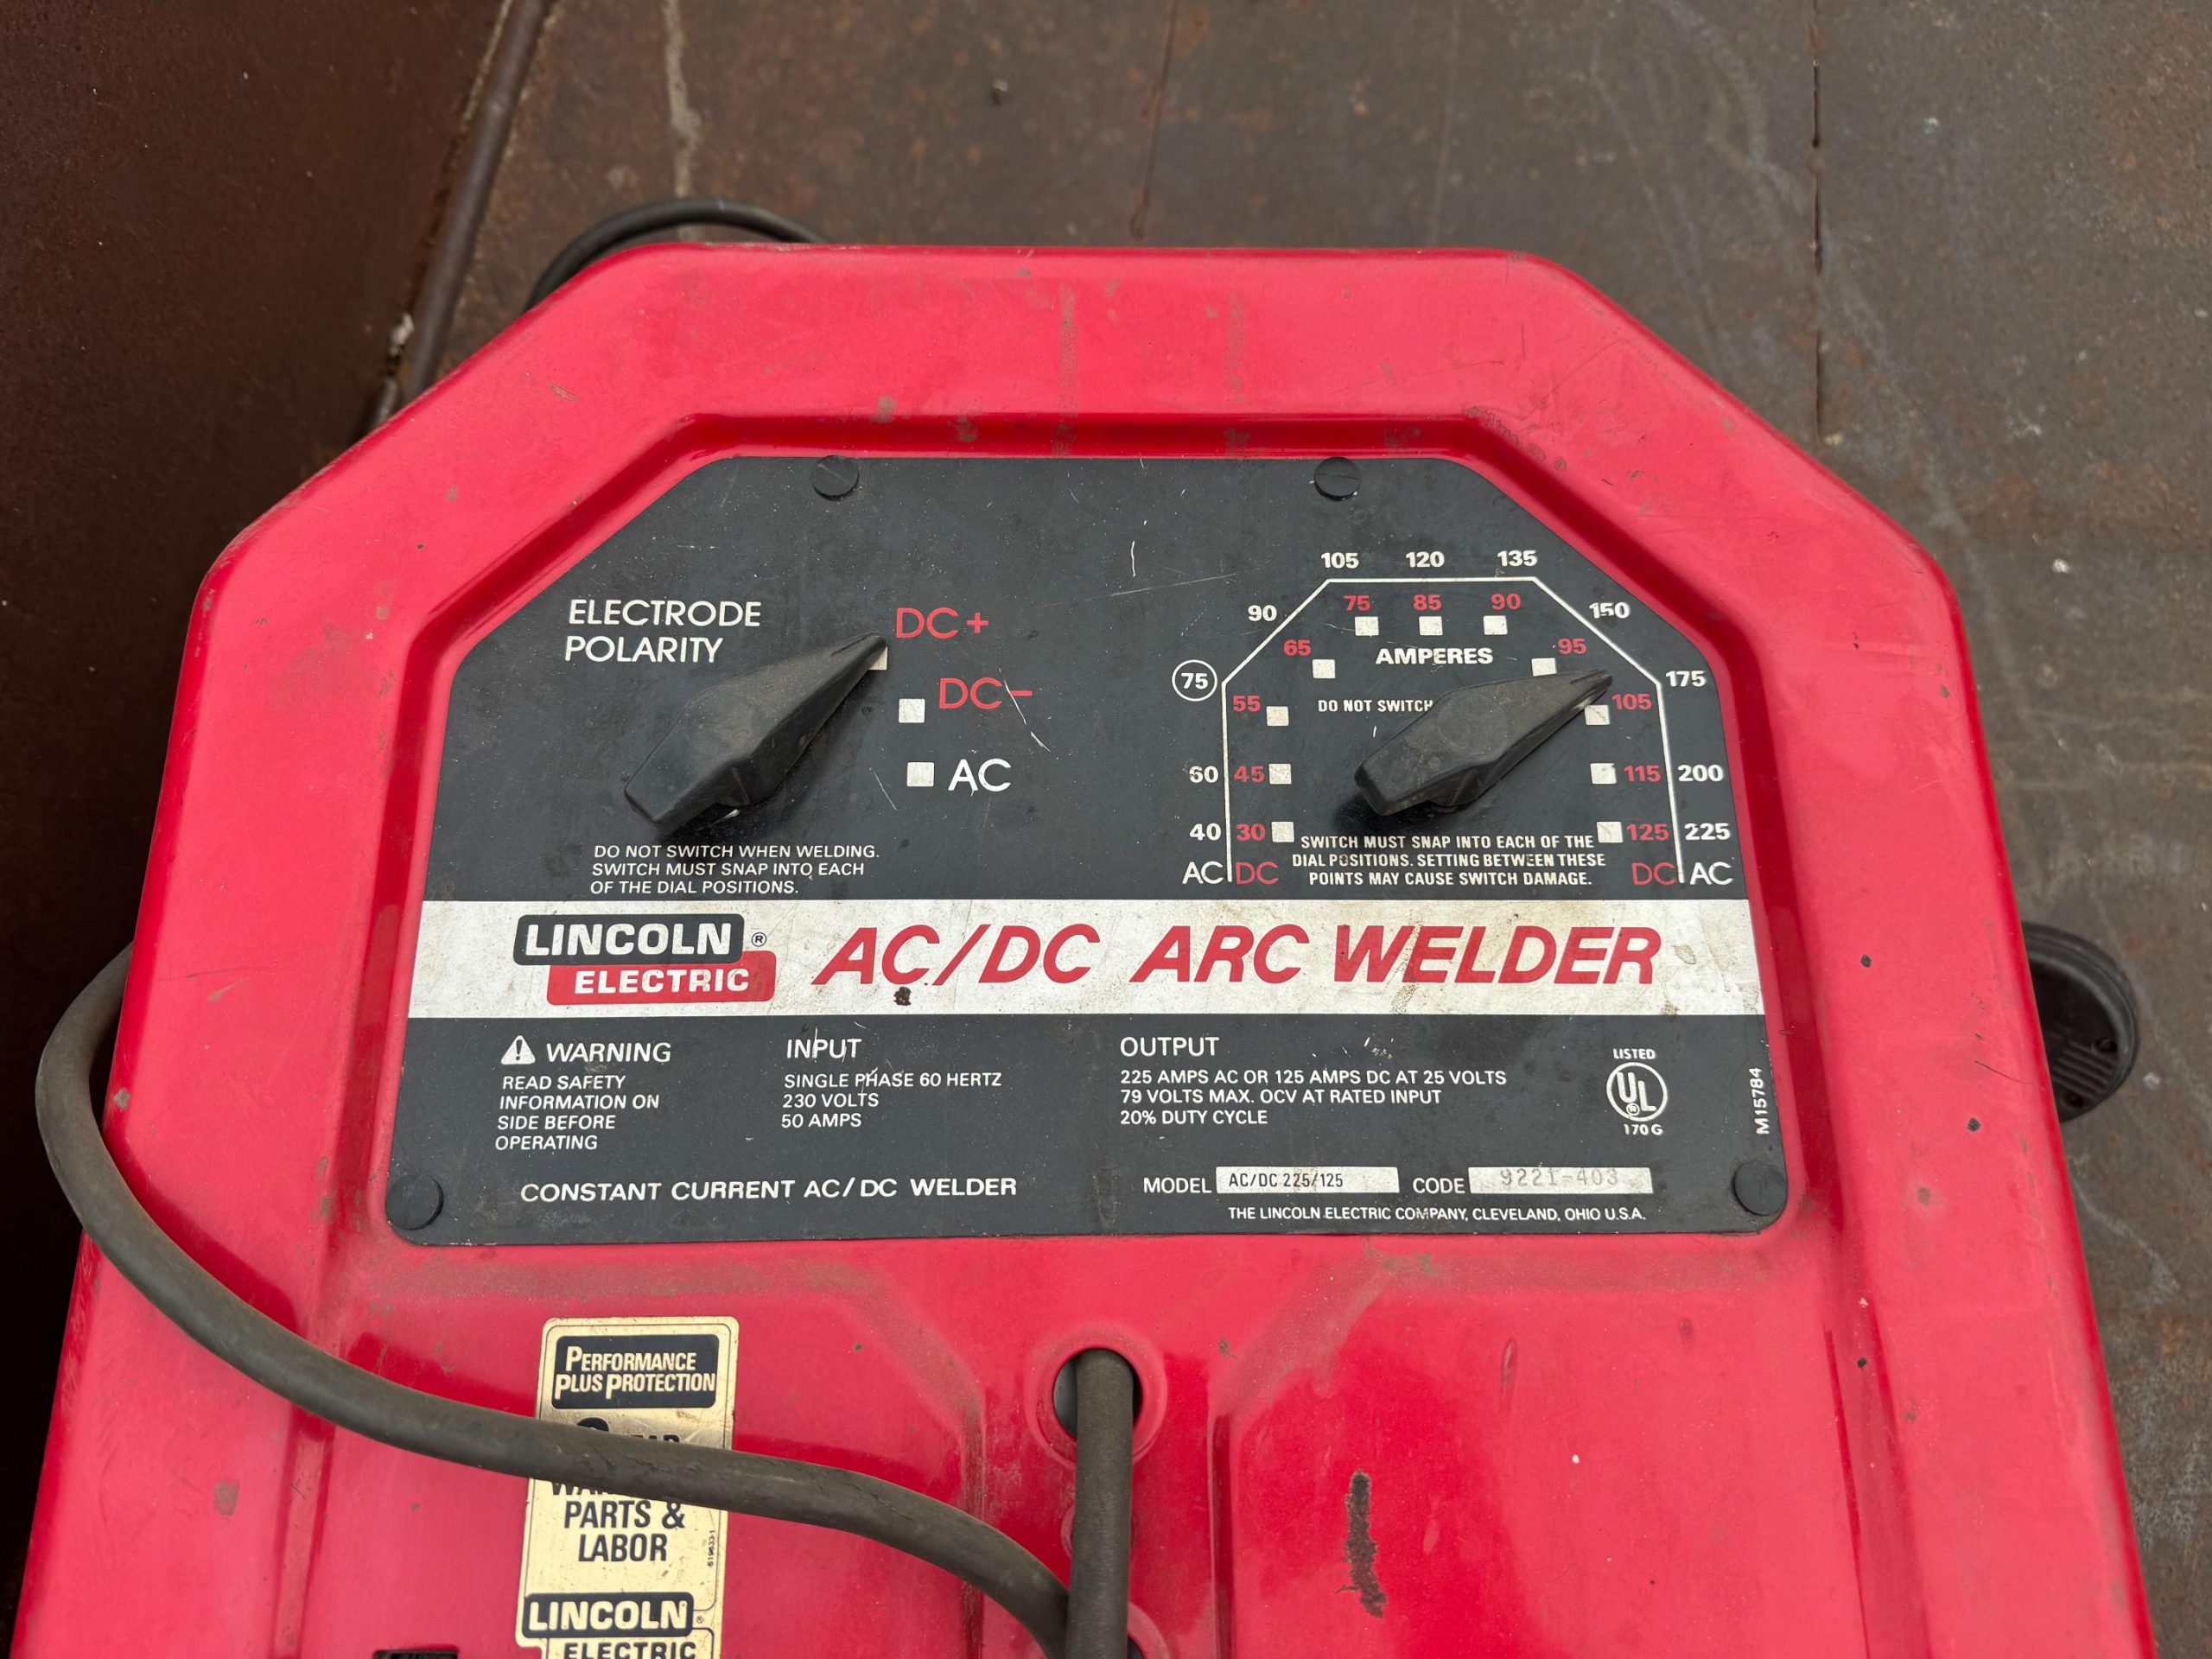 ELECTRODE
POLARITY
DC+
DC-
AC
DO NOT SWITCH WHEN WELDING.
SWITCH MUST SNAP INTO EACH
OF THE DIAL POSITIONS.
105 120 135
90 75 85 90 150
65 AMPERES 95
75 55 DO NOT SWITCH 105 175
60 45 115 200
40 30 125 225
AC DC DC AC
SWITCH MUST SNAP INTO EACH OF THE
DIAL POSITIONS. SETTING BETWEEN THESE
POINTS MAY CAUSE SWITCH DAMAGE.
LINCOLN ®
ELECTRIC
AC/DC ARC WELDER
WARNING
READ SAFETY
INFORMATION ON
SIDE BEFORE
OPERATING
INPUT
SINGLE PHASE 60 HERTZ
230 VOLTS
50 AMPS
OUTPUT
225 AMPS AC OR 125 AMPS DC AT 25 VOLTS
79 VOLTS MAX. OCV AT RATED INPUT
20% DUTY CYCLE
LISTED
UL ®
170G
M15784
CONSTANT CURRENT AC/DC WELDER
MODEL AC/DC 225/125 CODE 9221-403
THE LINCOLN ELECTRIC COMPANY, CLEVELAND, OHIO U.S.A.
PERFORMANCE
PLUS PROTECTION
PARTS &
LABOR
LINCOLN ®
ELECTRIC